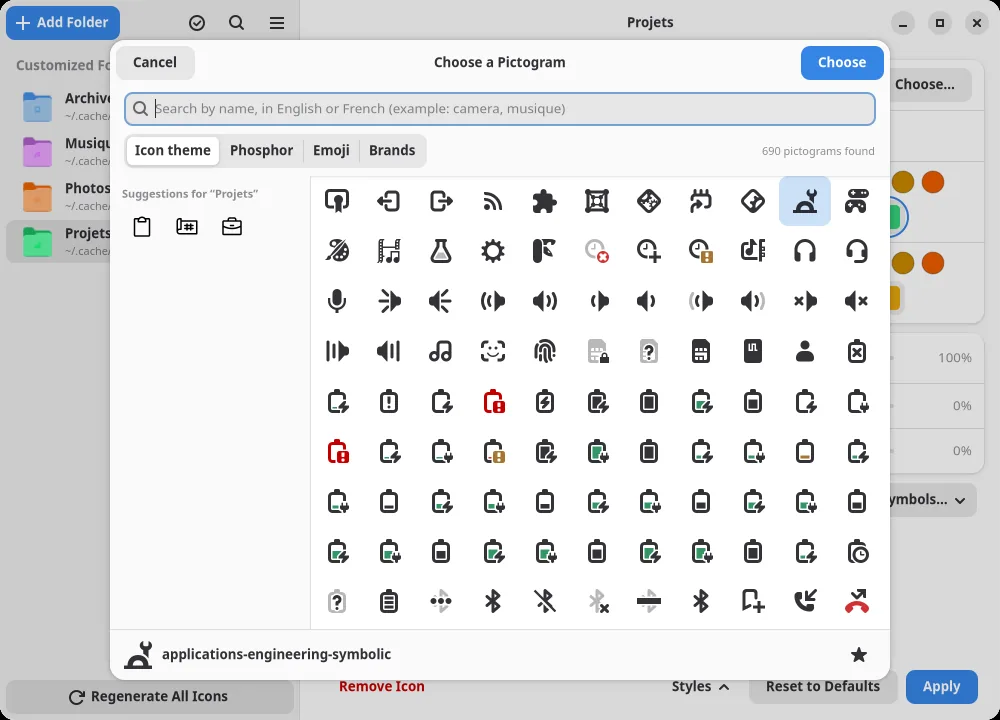 Add Folder
Projets
Customized Fo
Archive
~/.cache/
Musiqu
~/.cache/
Photos
~/.cache/
Projets
~/.cache/
Cancel
Choose a Pictogram
Choose
Search by name, in English or French (example: camera, musique)
Icon theme
Phosphor
Emoji
Brands
690 pictograms found
Suggestions for “Projets”
applications-engineering-symbolic
Choose...
100%
0%
0%
ymbols...
Regenerate All Icons
Remove Icon
Styles
Reset to Defaults
Apply